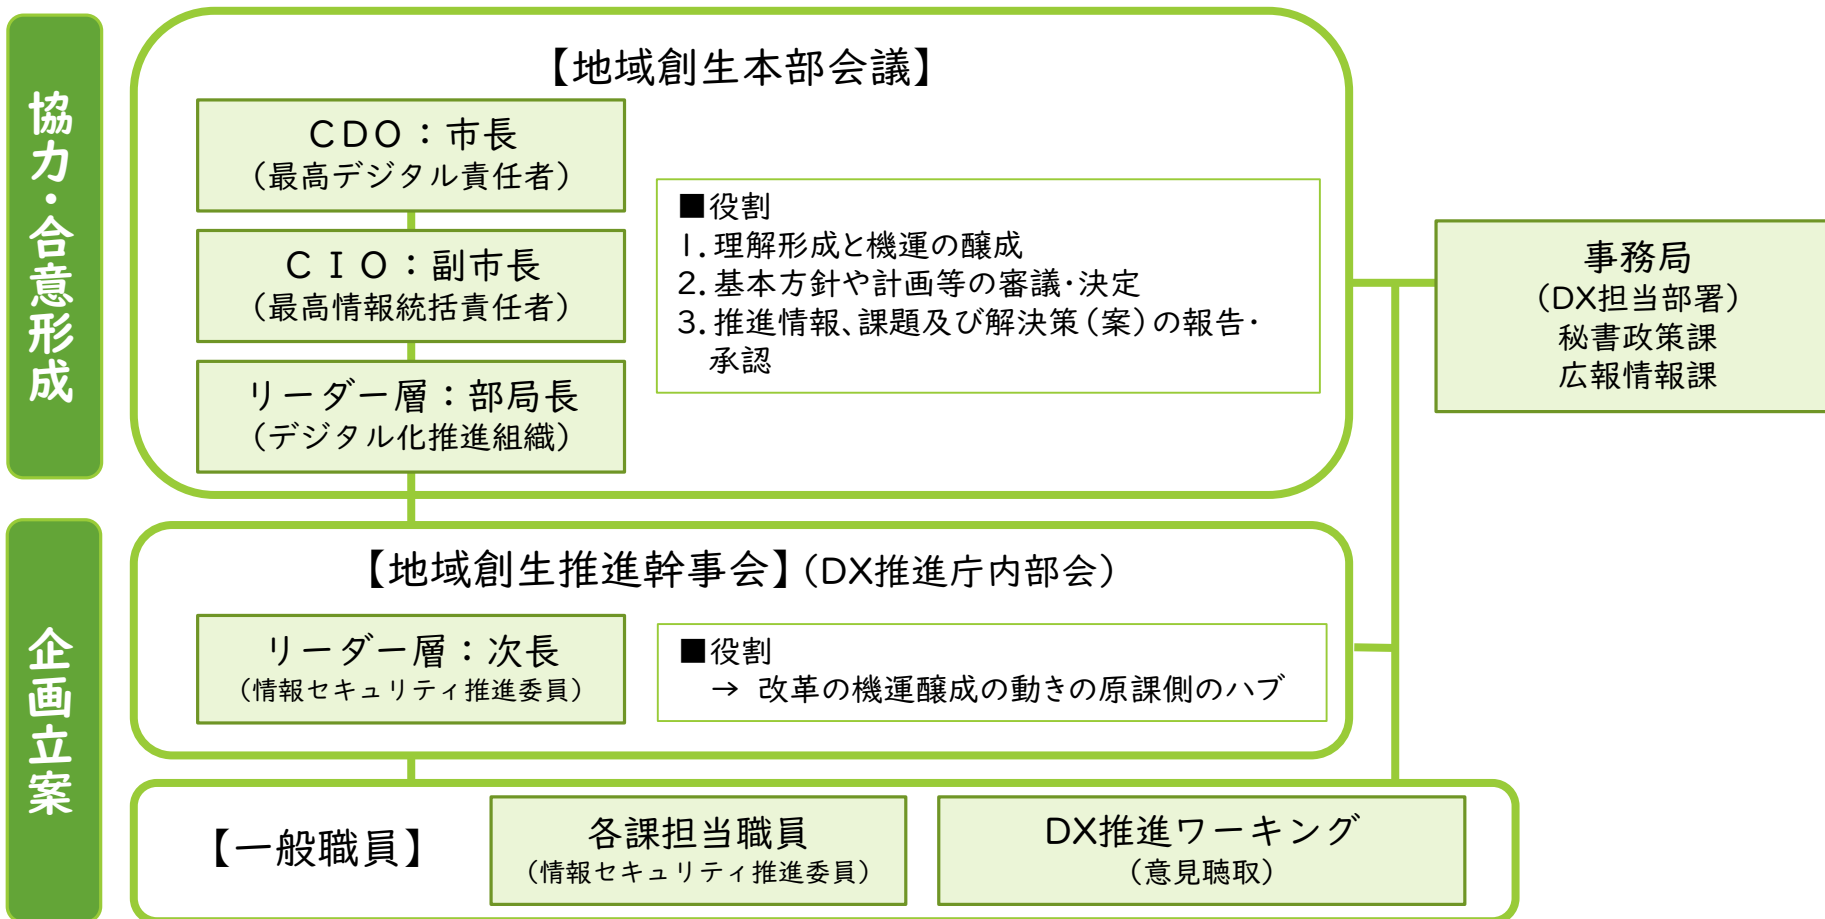 協力・合意形成
【地域創生本部会議】
CDO：市長
（最高デジタル責任者）
CIO：副市長
（最高情報統括責任者）
リーダー層：部局長
（デジタル化推進組織）
■役割
1．理解形成と機運の醸成
2．基本方針や計画等の審議・決定
3．推進情報、課題及び解決策（案）の報告・
承認
事務局
（DX担当部署）
秘書政策課
広報情報課
企画立案
【地域創生推進幹事会】（DX推進庁内部会）
リーダー層：次長
（情報セキュリティ推進委員）
■役割
→ 改革の機運醸成の動きの原課側のハブ
【一般職員】
各課担当職員
（情報セキュリティ推進委員）
DX推進ワーキング
（意見聴取）